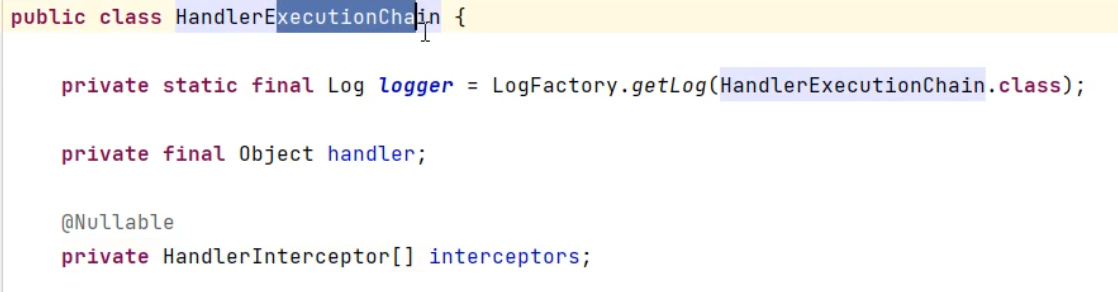 public class HandlerExecutionChain {
private static final Log logger = LogFactory.getLog(HandlerExecutionChain.class);
private final Object handler;
@Nullable
private HandlerInterceptor[] interceptors;